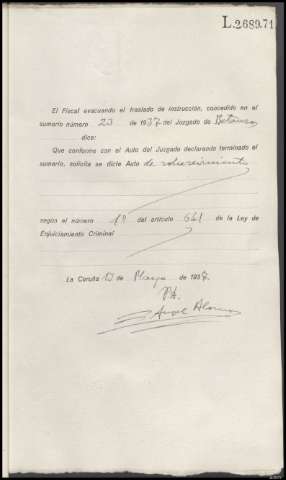 L.2689.71
El Fiscal evacuando el traslado de instrucción, concedido en el
sumario número 23 de 1937 del Juzgado de Betanzos
dice:
Que conforme con el Auto del Juzgado declarando terminado el
sumario, solicita se dicte Auto de sobreseimiento
según el número 1º del artículo 641 de la Ley de
Enjuiciamiento Criminal
La Coruña 13 de Mayo de 1937.
Angel Alonso